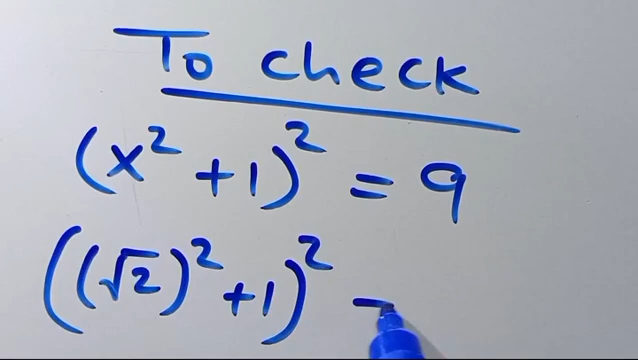 To check
(x² + 1)² = 9
((√2)² + 1)² -